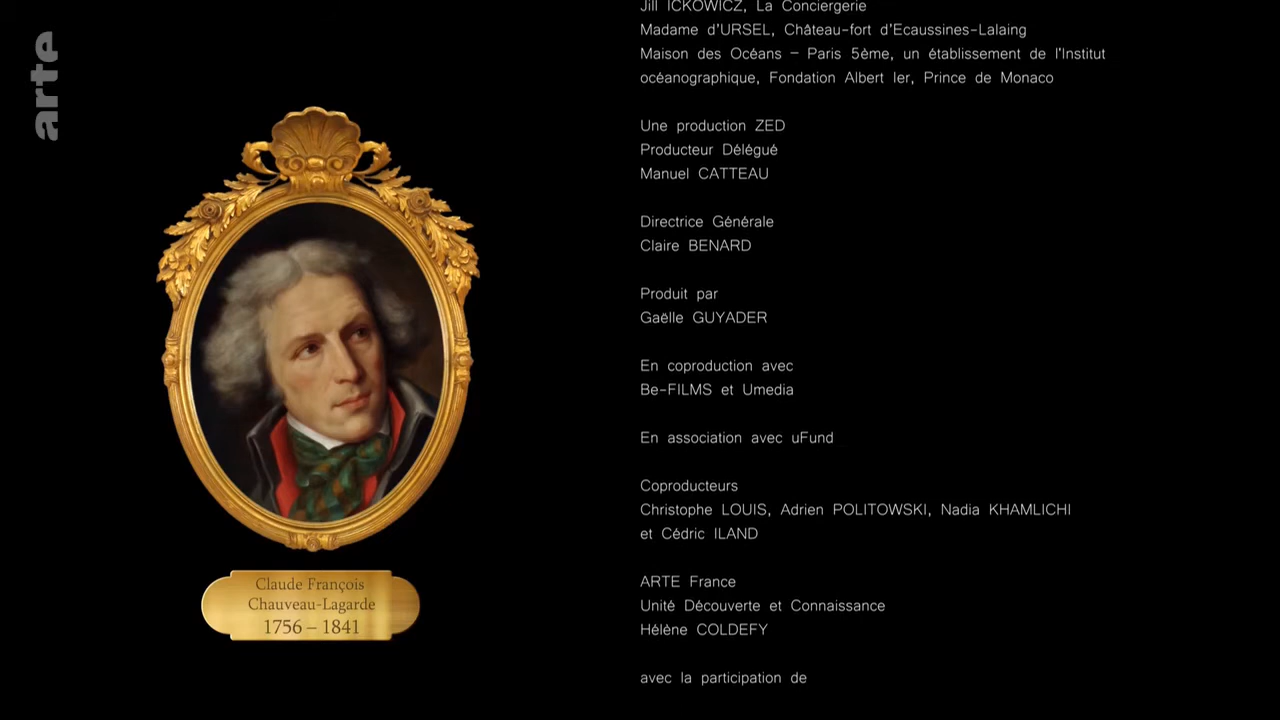 arte
Jill ICKOWICZ, La Conciergerie
Madame d'URSEL, Château-fort d'Ecaussines-Lalaing
Maison des Océans – Paris 5ème, un établissement de l'Institut
océanographique, Fondation Albert Ier, Prince de Monaco
Une production ZED
Producteur Délégué
Manuel CATTEAU
Directrice Générale
Claire BENARD
Produit par
Gaëlle GUYADER
En coproduction avec
Be-FILMS et Umedia
En association avec uFund
Coproducteurs
Christophe LOUIS, Adrien POLITOWSKI, Nadia KHAMLICHI
et Cédric ILAND
ARTE France
Unité Découverte et Connaissance
Hélène COLDEFY
avec la participation de
Claude François
Chauveau-Lagarde
1756 – 1841